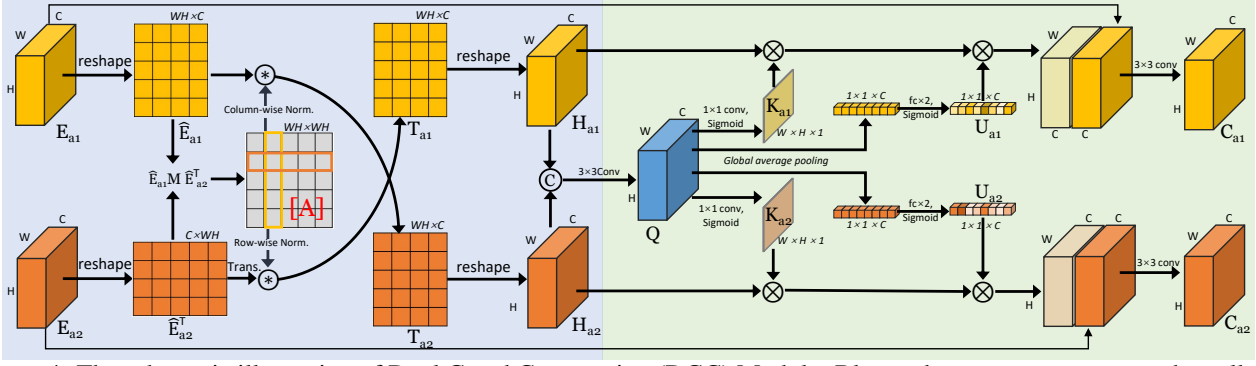 C
W
H
E_a1
reshape
WH×C
Ê_a1
Column-wise Norm.
Ê_a1 M Ê^T_a2
WH×WH
[A]
Row-wise Norm.
C
W
H
E_a2
reshape
C×WH
Ê^T_a2
Trans.
*
*
WH×C
T_a1
reshape
WH×C
T_a2
reshape
C
W
H
H_a1
C
3×3Conv
C
W
H
H_a2
C
W
H
Q
1×1 conv,
Sigmoid
K_a1
W × H × 1
Global average pooling
1×1 conv,
Sigmoid
K_a2
W × H × 1
1× 1 × C
fc×2,
Sigmoid
1× 1 × C
U_a1
1× 1 × C
fc×2,
Sigmoid
U_a2
1× 1 × C
C
W
H
C
C
3×3 conv
C
W
H
C_a1
C
W
H
3×3 conv
C
W
H
C_a2